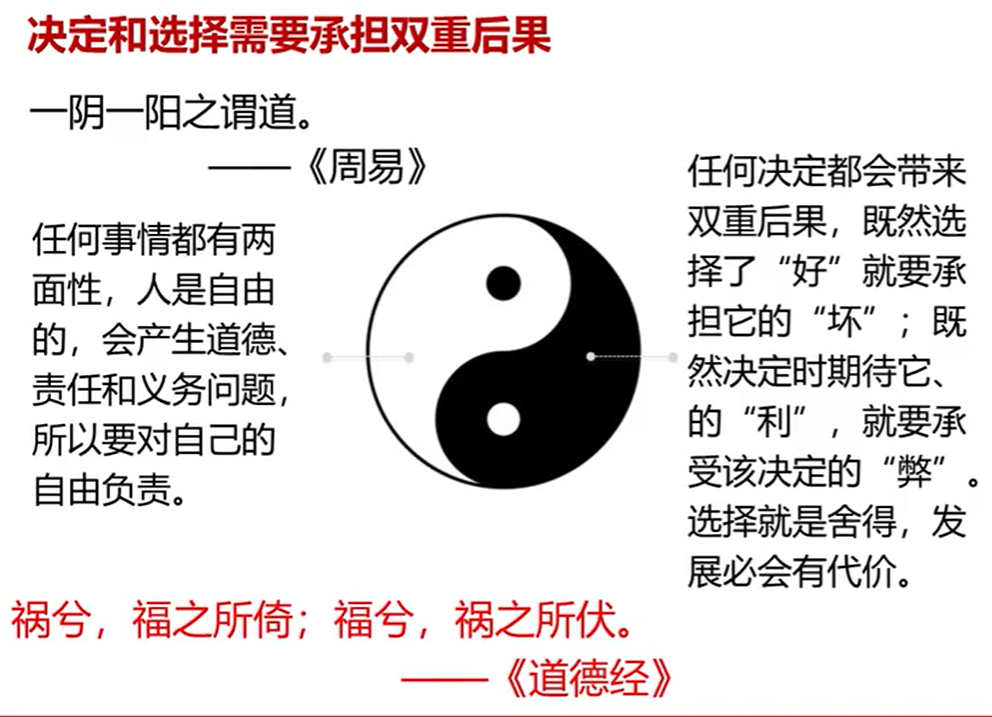 决定和选择需要承担双重后果
一阴一阳之谓道。
——《周易》
任何事情都有两
面性，人是自由
的，会产生道德、
责任和义务问题，
所以要对自己的
自由负责。
任何决定都会带来
双重后果，既然选
择了“好”就要承
担它的“坏”；既
然决定时期待它、
的“利”，就要承
受该决定的“弊”。
选择就是舍得，发
展必会有代价。
祸兮，福之所倚；福兮，祸之所伏。
——《道德经》